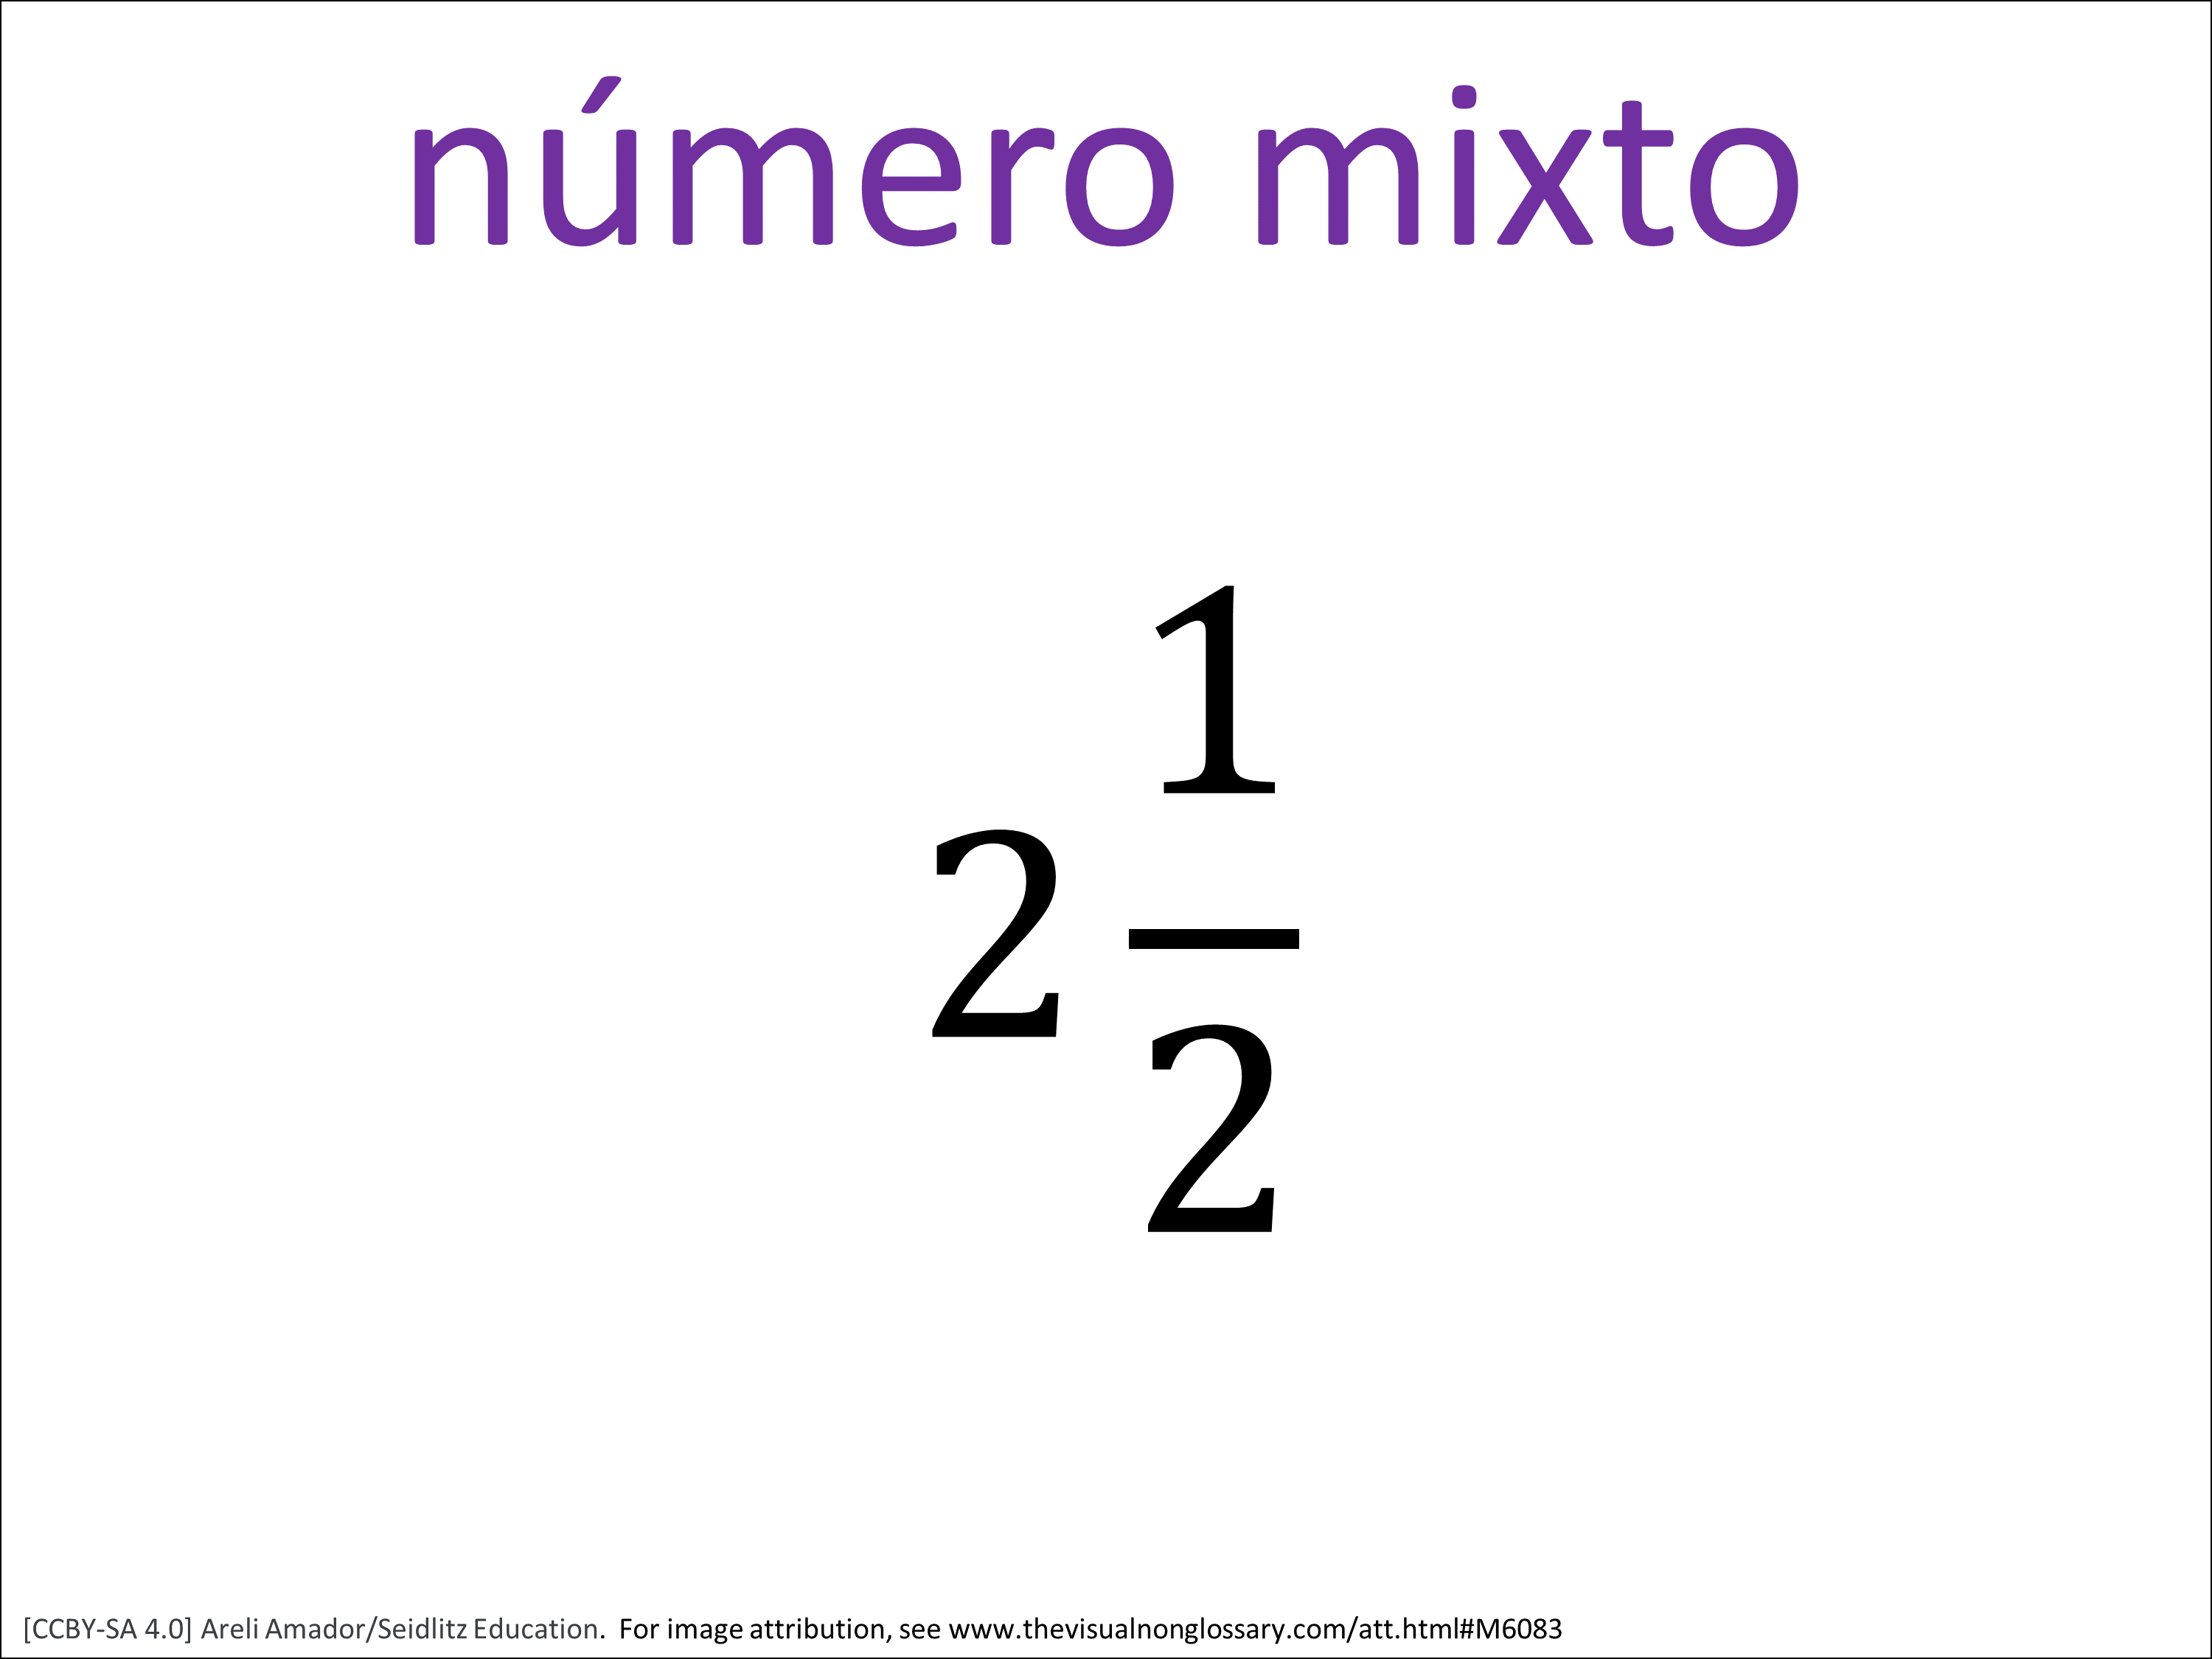 número mixto
2 1/2
[CCBY-SA 4.0] Areli Amador/Seidlitz Education.  For image attribution, see www.thevisualnonglossary.com/att.html#M6083